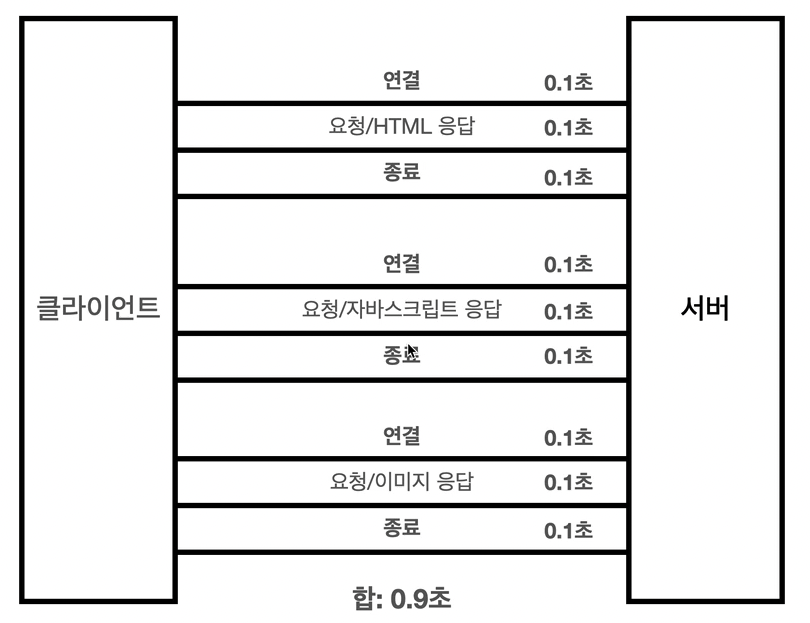 연결 0.1초
요청/HTML 응답 0.1초
종료 0.1초
연결 0.1초
클라이언트
요청/자바스크립트 응답 0.1초
서버
종료 0.1초
연결 0.1초
요청/이미지 응답 0.1초
종료 0.1초
합: 0.9초